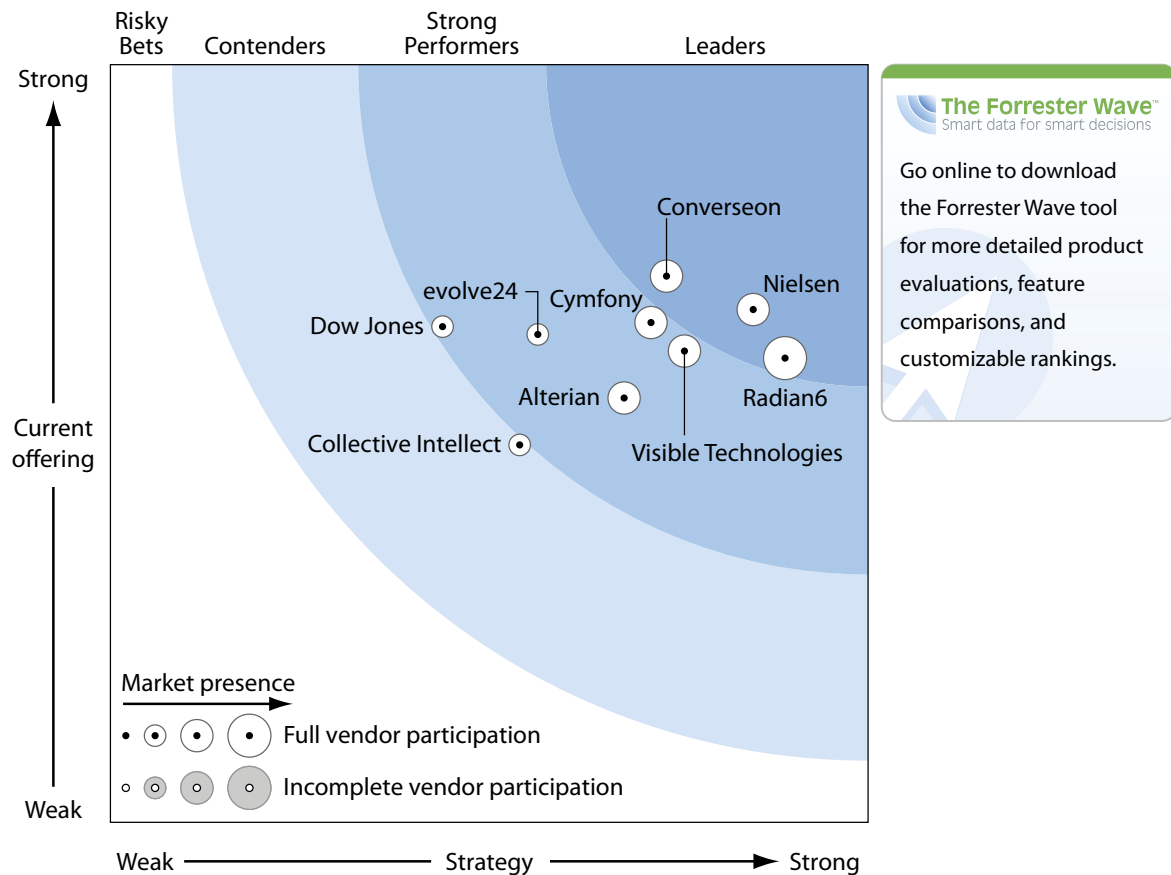 Risky
Bets
Contenders
Strong
Performers
Leaders
Strong
The Forrester Wave™
Smart data for smart decisions
Go online to download
the Forrester Wave tool
for more detailed product
evaluations, feature
comparisons, and
customizable rankings.
Converseon
Nielsen
evolve24
Cymfony
Dow Jones
Alterian
Radian6
Current
offering
Collective Intellect
Visible Technologies
Market presence
Full vendor participation
Incomplete vendor participation
Weak
Weak
Strategy
Strong